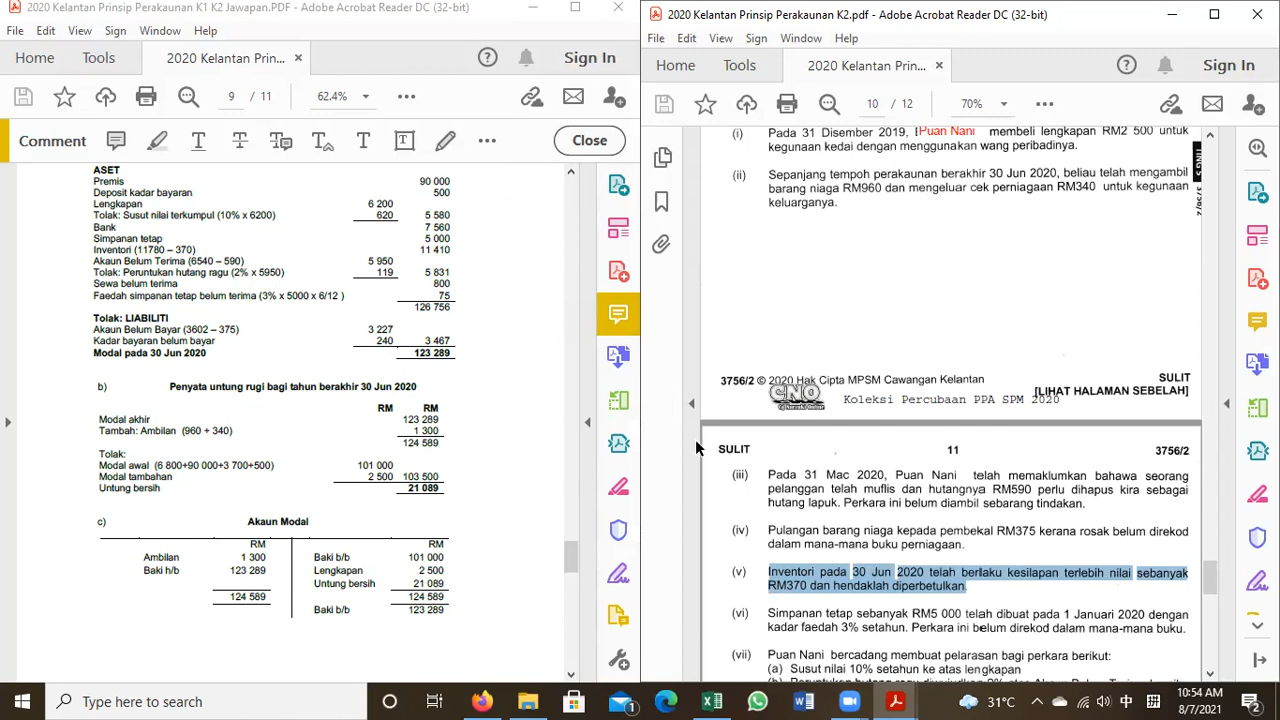 2020 Kelantan Prinsip Perakaunan K1 K2 Jawapan.PDF - Adobe Acrobat Reader DC (32-bit)
File Edit View Sign Window Help
Home Tools 2020 Kelantan Prin... × Sign In
9 / 11 62.4%
Comment Close
ASET
Premis 90 000
Deposit kadar bayaran 500
Lengkapan 6 200
Tolak: Susut nilai terkumpul (10% x 6200) 620 5 580
Bank 7 560
Simpanan tetap 5 000
Inventori (11780 – 370) 11 410
Akaun Belum Terima (6540 – 590) 5 950
Tolak: Peruntukan hutang ragu (2% x 5950) 119 5 831
Sewa belum terima 800
Faedah simpanan tetap belum terima (3% x 5000 x 6/12 ) 75
126 756
Tolak: LIABILITI
Akaun Belum Bayar (3602 – 375) 3 227
Kadar bayaran belum bayar 240 3 467
Modal pada 30 Jun 2020 123 289
b) Penyata untung rugi bagi tahun berakhir 30 Jun 2020
RM RM
Modal akhir 123 289
Tambah: Ambilan (960 + 340) 1 300
124 589
Tolak:
Modal awal (6 800+90 000+3 700+500) 101 000
Modal tambahan 2 500 103 500
Untung bersih 21 089
c) Akaun Modal
RM RM
Ambilan 1 300 Baki b/b 101 000
Baki h/b 123 289 Lengkapan 2 500
Untung bersih 21 089
124 589 124 589
Baki b/b 123 289
2020 Kelantan Prinsip Perakaunan K2.pdf - Adobe Acrobat Reader DC (32-bit)
File Edit View Sign Window Help
Home Tools 2020 Kelantan Prin... × Sign In
10 / 12 70%
(i) Pada 31 Disember 2019, Puan Nani membeli lengkapan RM2 500 untuk
kegunaan kedai dengan menggunakan wang peribadinya.
(ii) Sepanjang tempoh perakaunan berakhir 30 Jun 2020, beliau telah mengambil
barang niaga RM960 dan mengeluar cek perniagaan RM340 untuk kegunaan
keluarganya.
3756/2 © 2020 Hak Cipta MPSM Cawangan Kelantan SULIT
[LIHAT HALAMAN SEBELAH]
CNO
Koleksi Percubaan PPA SPM 2020
SULIT 11 3756/2
(iii) Pada 31 Mac 2020, Puan Nani telah memaklumkan bahawa seorang
pelanggan telah muflis dan hutangnya RM590 perlu dihapus kira sebagai
hutang lapuk. Perkara ini belum diambil sebarang tindakan.
(iv) Pulangan barang niaga kepada pembekal RM375 kerana rosak belum direkod
dalam mana-mana buku perniagaan.
(v) Inventori pada 30 Jun 2020 telah berlaku kesilapan terlebih nilai sebanyak
RM370 dan hendaklah diperbetulkan.
(vi) Simpanan tetap sebanyak RM5 000 telah dibuat pada 1 Januari 2020 dengan
kadar faedah 3% setahun. Perkara ini belum direkod dalam mana-mana buku.
(vii) Puan Nani bercadang membuat pelarasan bagi perkara berikut:
(a) Susut nilai 10% setahun ke atas lengkapan
Type here to search
31°C
中
拼
10:54 AM
8/7/2021
1
2